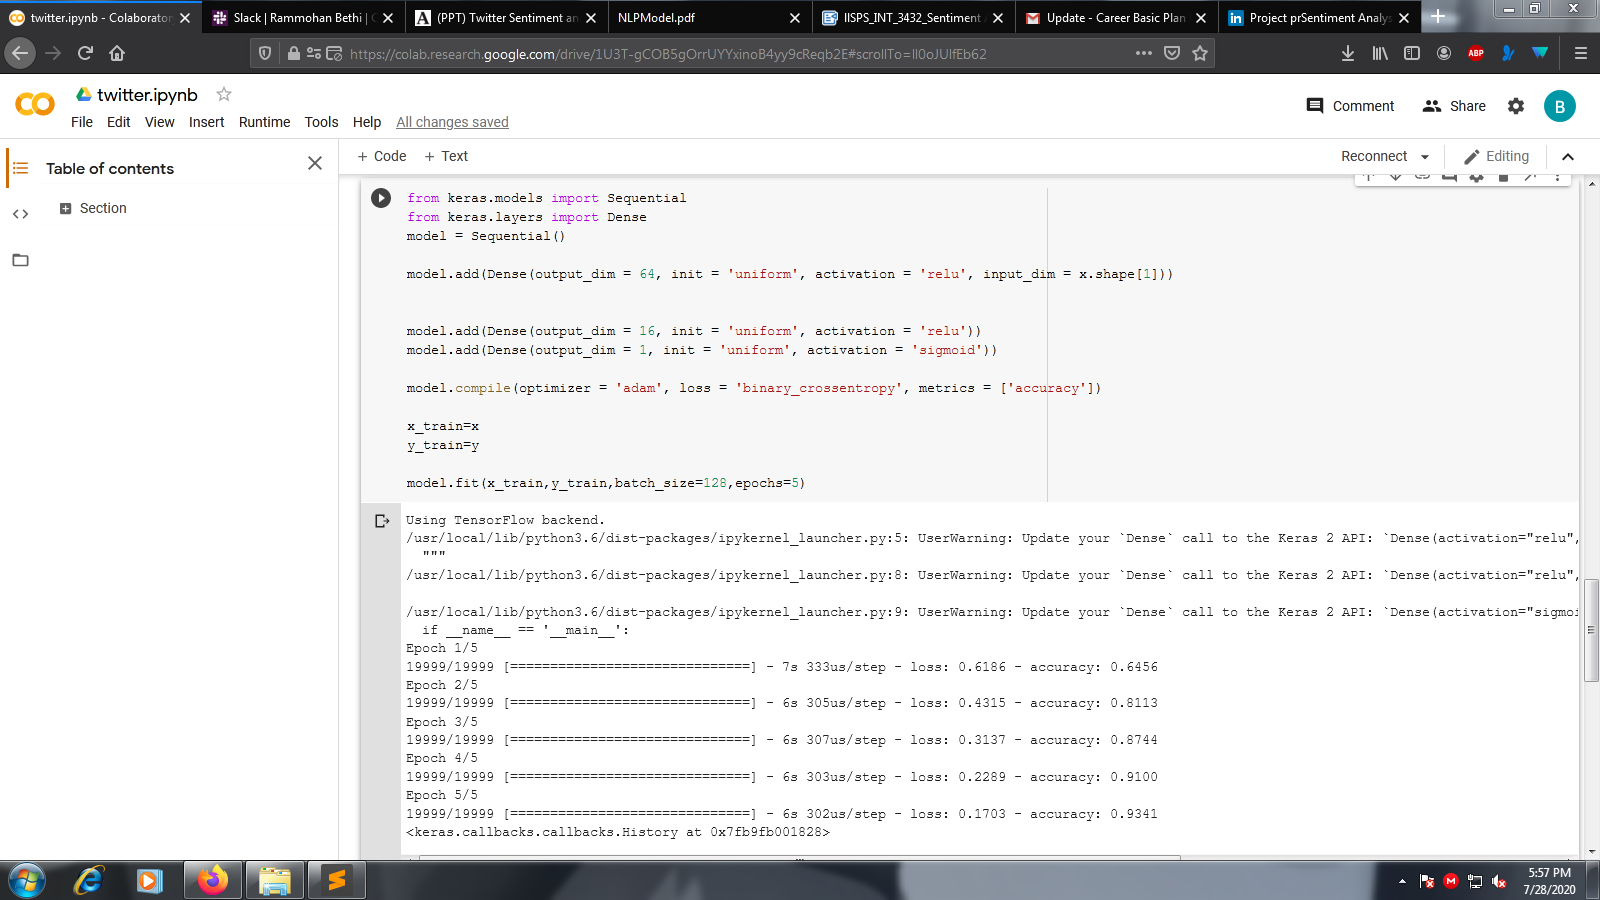 twitter.ipynb - Colaborator
Slack | Rammohan Bethi |
(PPT) Twitter Sentiment an
NLPModel.pdf
IISPS_INT_3432_Sentiment
Update - Career Basic Plan
Project prSentiment Analys
https://colab.research.google.com/drive/1U3T-gCOB5gOrrUYYxinoB4yy9cReqb2E#scrollTo=
ABP
CO
twitter.ipynb
Comment
Share
B
File Edit View Insert Runtime Tools Help All changes saved
Table of contents
+ Code + Text
Reconnect
Editing
Section
from keras.models import Sequential
from keras.layers import Dense
model = Sequential()
model.add(Dense(output_dim = 64, init = 'uniform', activation = 'relu', input_dim = x.shape[1]))
model.add(Dense(output_dim = 16, init = 'uniform', activation = 'relu'))
model.add(Dense(output_dim = 1, init = 'uniform', activation = 'sigmoid'))
model.compile(optimizer = 'adam', loss = 'binary_crossentropy', metrics = ['accuracy'])
x_train=x
y_train=y
model.fit(x_train,y_train,batch_size=128,epochs=5)
Using TensorFlow backend.
/usr/local/lib/python3.6/dist-packages/ipykernel_launcher.py:5: UserWarning: Update your `Dense` call to the Keras 2 API: `Dense(activation="relu",
"""
/usr/local/lib/python3.6/dist-packages/ipykernel_launcher.py:8: UserWarning: Update your `Dense` call to the Keras 2 API: `Dense(activation="relu",
/usr/local/lib/python3.6/dist-packages/ipykernel_launcher.py:9: UserWarning: Update your `Dense` call to the Keras 2 API: `Dense(activation="sigmoi
if __name__ == '__main__':
Epoch 1/5
19999/19999 [==============================] - 7s 333us/step - loss: 0.6186 - accuracy: 0.6456
Epoch 2/5
19999/19999 [==============================] - 6s 305us/step - loss: 0.4315 - accuracy: 0.8113
Epoch 3/5
19999/19999 [==============================] - 6s 307us/step - loss: 0.3137 - accuracy: 0.8744
Epoch 4/5
19999/19999 [==============================] - 6s 303us/step - loss: 0.2289 - accuracy: 0.9100
Epoch 5/5
19999/19999 [==============================] - 6s 302us/step - loss: 0.1703 - accuracy: 0.9341
<keras.callbacks.callbacks.History at 0x7fb9fb001828>
5:57 PM
7/28/2020